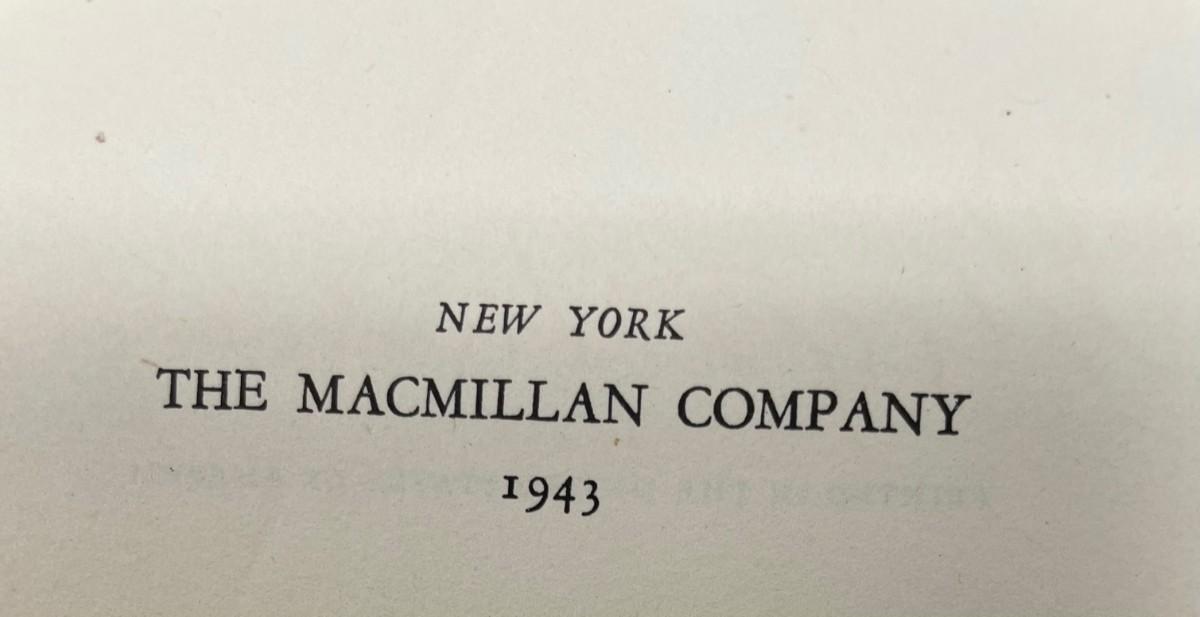 NEW YORK
THE MACMILLAN COMPANY
1943